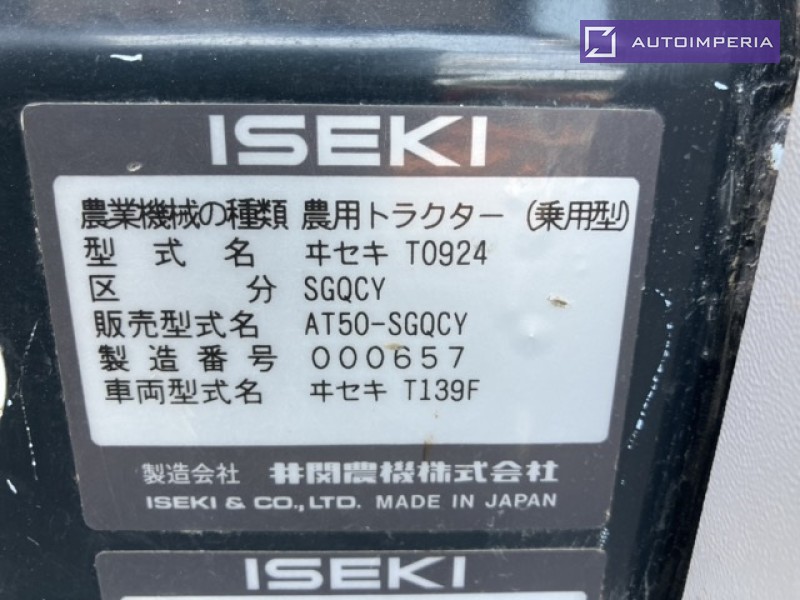 AUTOIMPERIA
ISEKI
農業機械の種類 農用トラクター (乗用型)
型式名 ヰセキ T0924
区分 SGQCY
販売型式名 AT50-SGQCY
製造番号 000657
車両型式名 ヰセキ T139F
製造会社 井関農機株式会社
ISEKI & CO.,LTD. MADE IN JAPAN
ISEKI